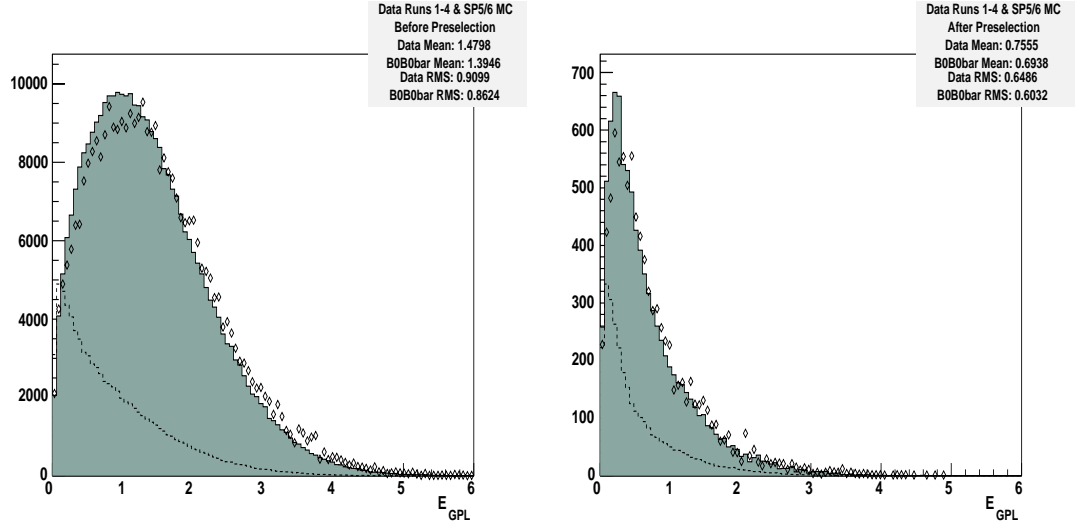 Data Runs 1-4 & SP5/6 MC
Before Preselection
Data Mean: 1.4798
B0B0bar Mean: 1.3946
Data RMS: 0.9099
B0B0bar RMS: 0.8624
10000
8000
6000
4000
2000
0
0 1 2 3 4 5 6
E GPL
Data Runs 1-4 & SP5/6 MC
After Preselection
Data Mean: 0.7555
B0B0bar Mean: 0.6938
Data RMS: 0.6486
B0B0bar RMS: 0.6032
700
600
500
400
300
200
100
0
0 1 2 3 4 5 6
E GPL